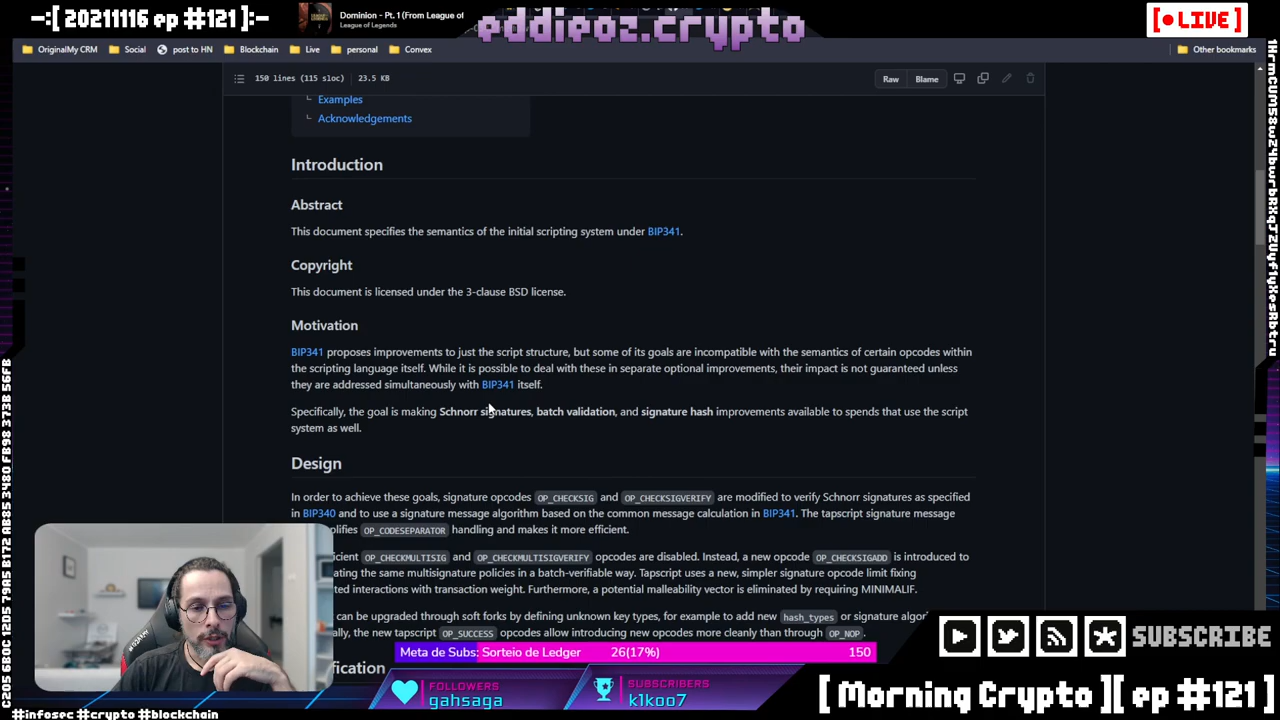 -:[ 20211116 ep #121]:-
Dominion - Pt. 1 (From League of
League of Legends
eddieoz.crypto
[● LIVE]
OriginalMy CRM
Social
post to HN
Blockchain
Live
personal
Convex
Other bookmarks
150 lines (115 sloc)
23.5 KB
Raw
Blame
Examples
Acknowledgements
Introduction
Abstract
This document specifies the semantics of the initial scripting system under BIP341.
Copyright
This document is licensed under the 3-clause BSD license.
Motivation
BIP341 proposes improvements to just the script structure, but some of its goals are incompatible with the semantics of certain opcodes within
the scripting language itself. While it is possible to deal with these in separate optional improvements, their impact is not guaranteed unless
they are addressed simultaneously with BIP341 itself.
Specifically, the goal is making Schnorr signatures, batch validation, and signature hash improvements available to spends that use the script
system as well.
Design
In order to achieve these goals, signature opcodes OP_CHECKSIG and OP_CHECKSIGVERIFY are modified to verify Schnorr signatures as specified
in BIP340 and to use a signature message algorithm based on the common message calculation in BIP341. The tapscript signature message
plifies OP_CODESEPARATOR handling and makes it more efficient.
icient OP_CHECKMULTISIG and OP_CHECKMULTISIGVERIFY opcodes are disabled. Instead, a new opcode OP_CHECKSIGADD is introduced to
ating the same multisignature policies in a batch-verifiable way. Tapscript uses a new, simpler signature opcode limit fixing
ted interactions with transaction weight. Furthermore, a potential malleability vector is eliminated by requiring MINIMALIF.
can be upgraded through soft forks by defining unknown key types, for example to add new hash_types or signature algor
ally, the new tapscript OP_SUCCESS opcodes allow introducing new opcodes more cleanly than through OP_NOP.
ification
Meta de Subs: Sorteio de Ledger
26(17%)
150
SUBSCRIBE
FOLLOWERS
gahsaga
SUBSCRIBERS
k1koo7
[ Morning Crypto ][ ep #121 ]
#infosec #crypto #blockchain